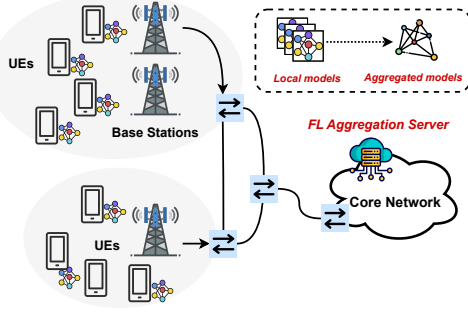 UEs
Base Stations
Local models
Aggregated models
FL Aggregation Server
Core Network
UEs